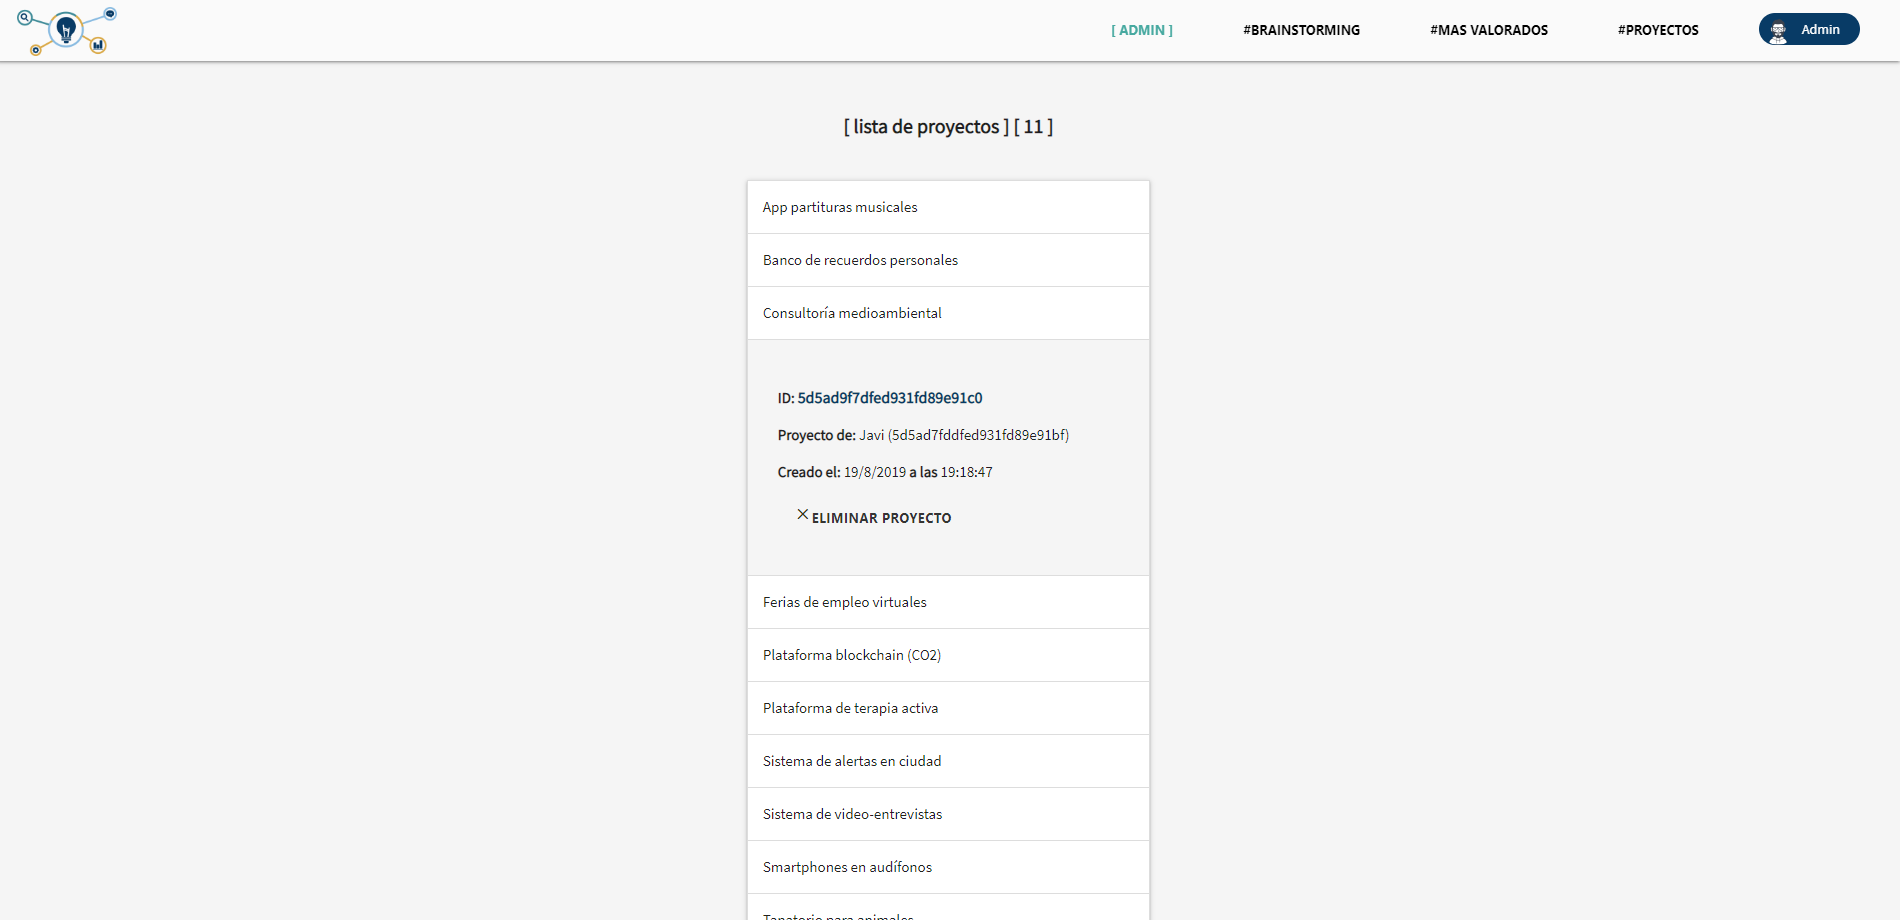 [ ADMIN ] #BRAINSTORMING #MAS VALORADOS #PROYECTOS Admin
[ lista de proyectos ] [ 11 ]
App partituras musicales
Banco de recuerdos personales
Consultoría medioambiental
ID: 5d5ad9f7dfed931fd89e91c0
Proyecto de: Javi (5d5ad7fddfed931fd89e91bf)
Creado el: 19/8/2019 a las 19:18:47
ELIMINAR PROYECTO
Ferias de empleo virtuales
Plataforma blockchain (CO2)
Plataforma de terapia activa
Sistema de alertas en ciudad
Sistema de video-entrevistas
Smartphones en audífonos
Tanatorio para animales